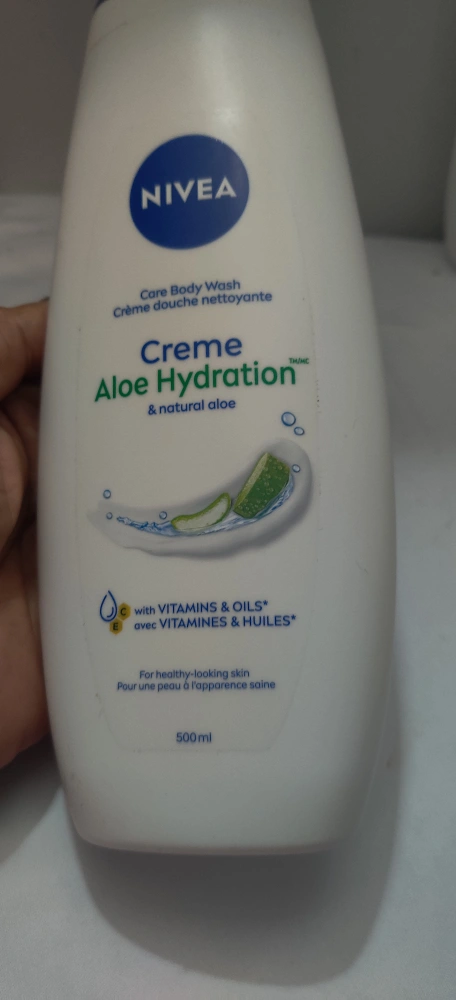 NIVEA
Care Body Wash
Crème douche nettoyante
Creme
Aloe Hydration TM/MC
& natural aloe
C
E
with VITAMINS & OILS*
avec VITAMINES & HUILES*
For healthy-looking skin
Pour une peau à l'apparence saine
500ml